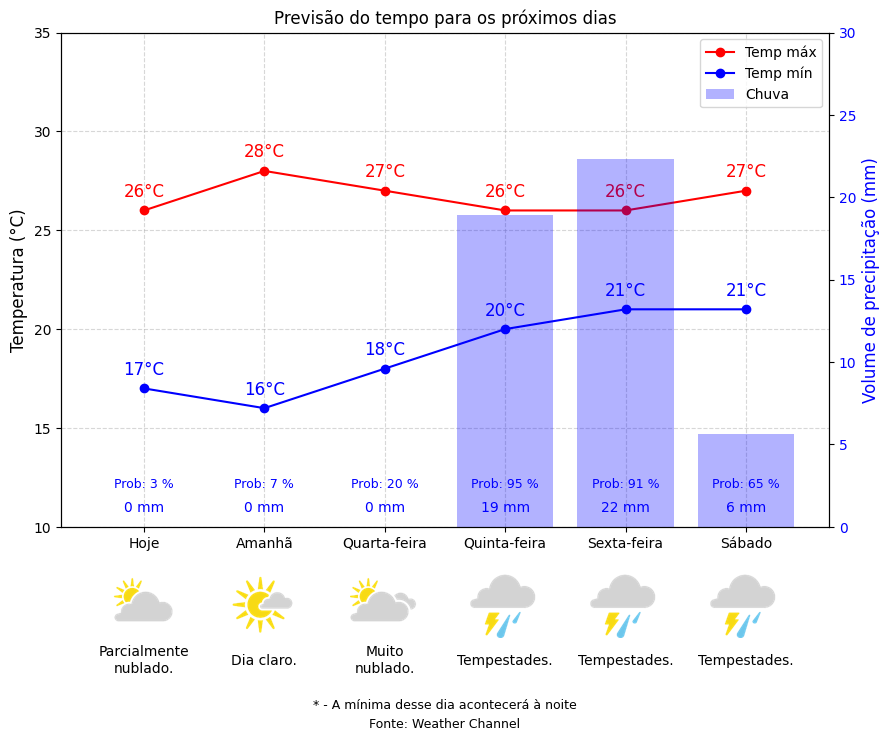 Previsão do tempo para os próximos dias
Temp máx
Temp mín
Chuva
Temperatura (°C)
35
30
25
20
15
10
Volume de precipitação (mm)
30
25
20
15
10
5
0
26°C 28°C 27°C 26°C 26°C 27°C
17°C 16°C 18°C 20°C 21°C 21°C
Prob: 3 % Prob: 7 % Prob: 20 % Prob: 95 % Prob: 91 % Prob: 65 %
0 mm 0 mm 0 mm 19 mm 22 mm 6 mm
Hoje Amanhã Quarta-feira Quinta-feira Sexta-feira Sábado
Parcialmente
nublado.
Dia claro.
Muito
nublado.
Tempestades.
Tempestades.
Tempestades.
* - A mínima desse dia acontecerá à noite
Fonte: Weather Channel